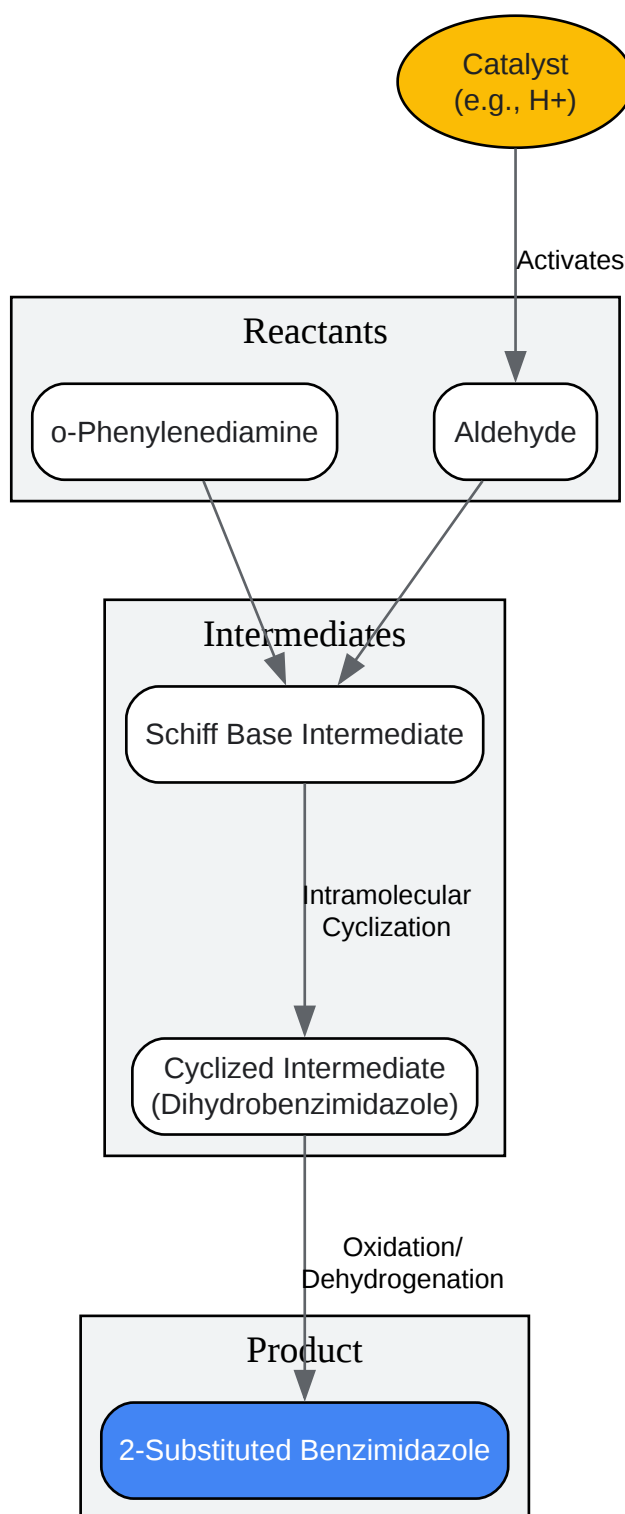 Catalyst
(e.g., H+)
Activates
Reactants
o-Phenylenediamine
Aldehyde
Intermediates
Schiff Base Intermediate
Intramolecular
Cyclization
Cyclized Intermediate
(Dihydrobenzimidazole)
Oxidation/
Dehydrogenation
Product
2-Substituted Benzimidazole